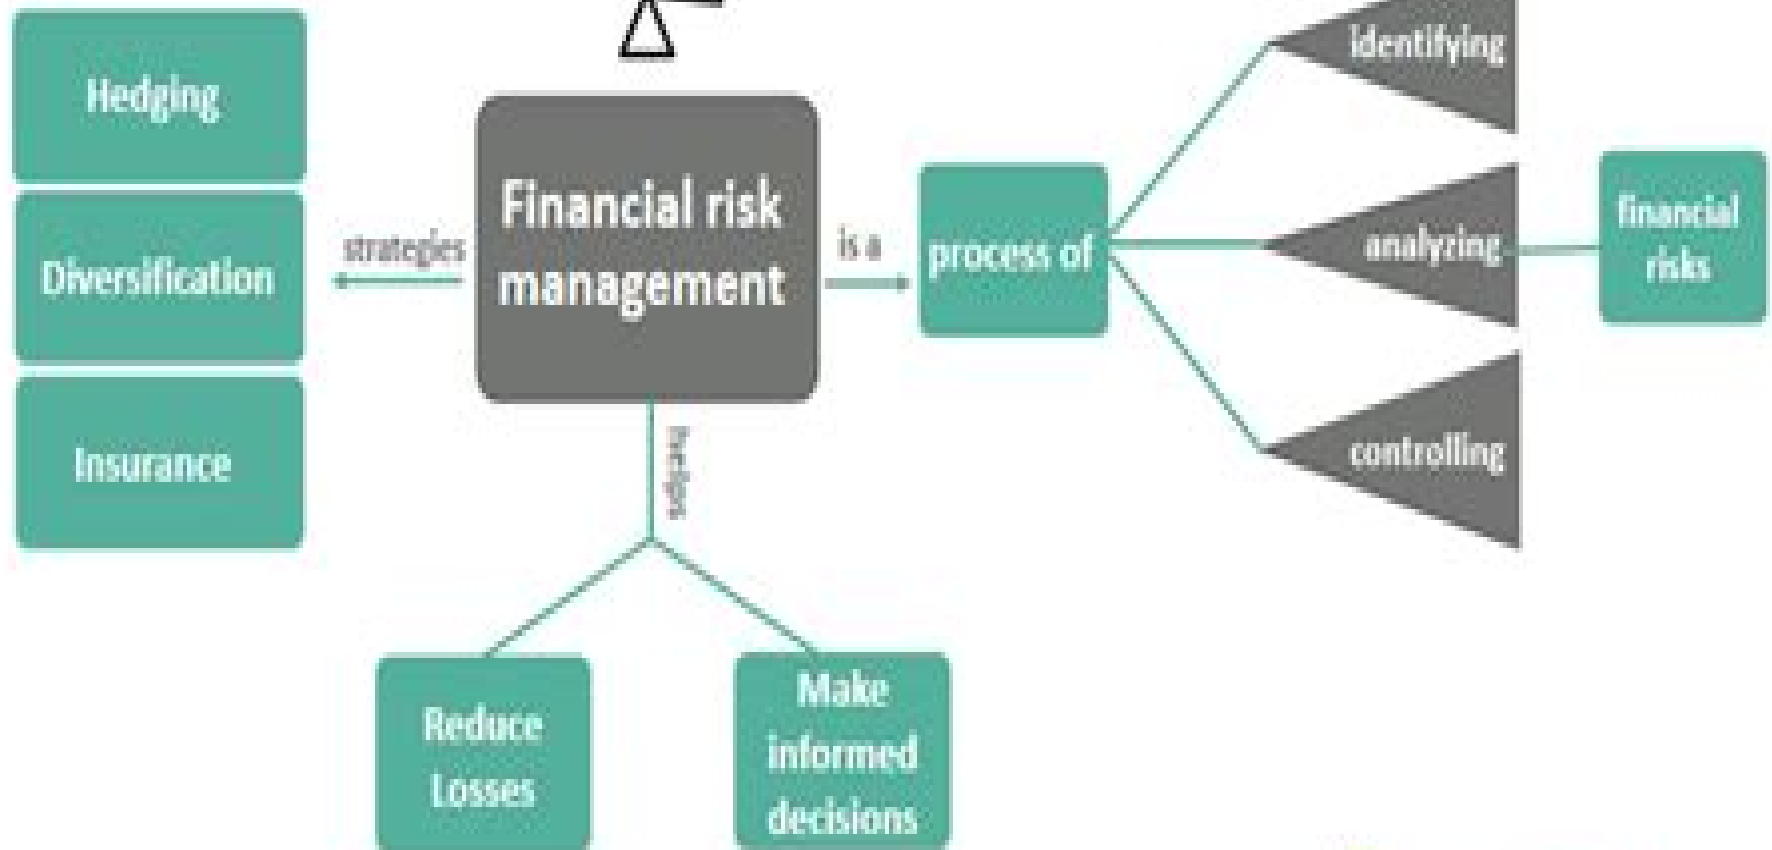 Hedging
Diversification
Insurance
strategies
Financial risk
management
is a
process of
identifying
analyzing
controlling
financial
risks
Reduce
Losses
Make
informed
decisions